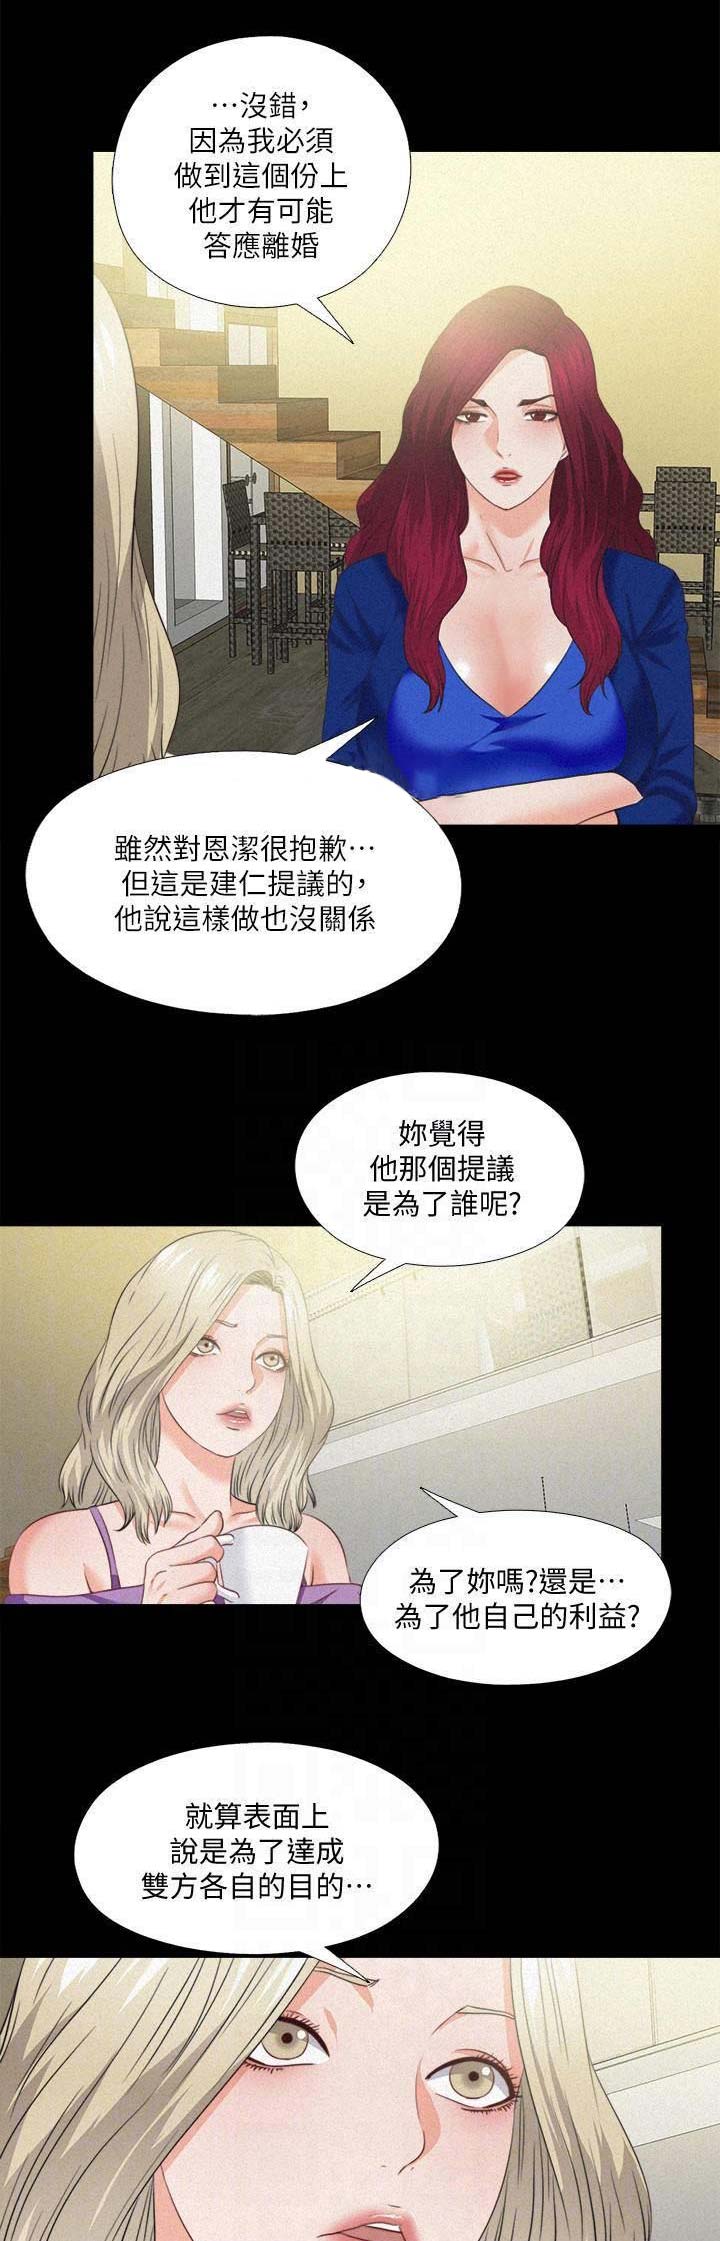 …沒錯，
因為我必須
做到這個份上
他才有可能
答應離婚
雖然對恩潔很抱歉…
但這是建仁提議的，
他說這樣做也沒關係
妳覺得
他那個提議
是為了誰呢?
為了妳嗎?還是…
為了他自己的利益?
就算表面上
說是為了達成
雙方各自的目的…